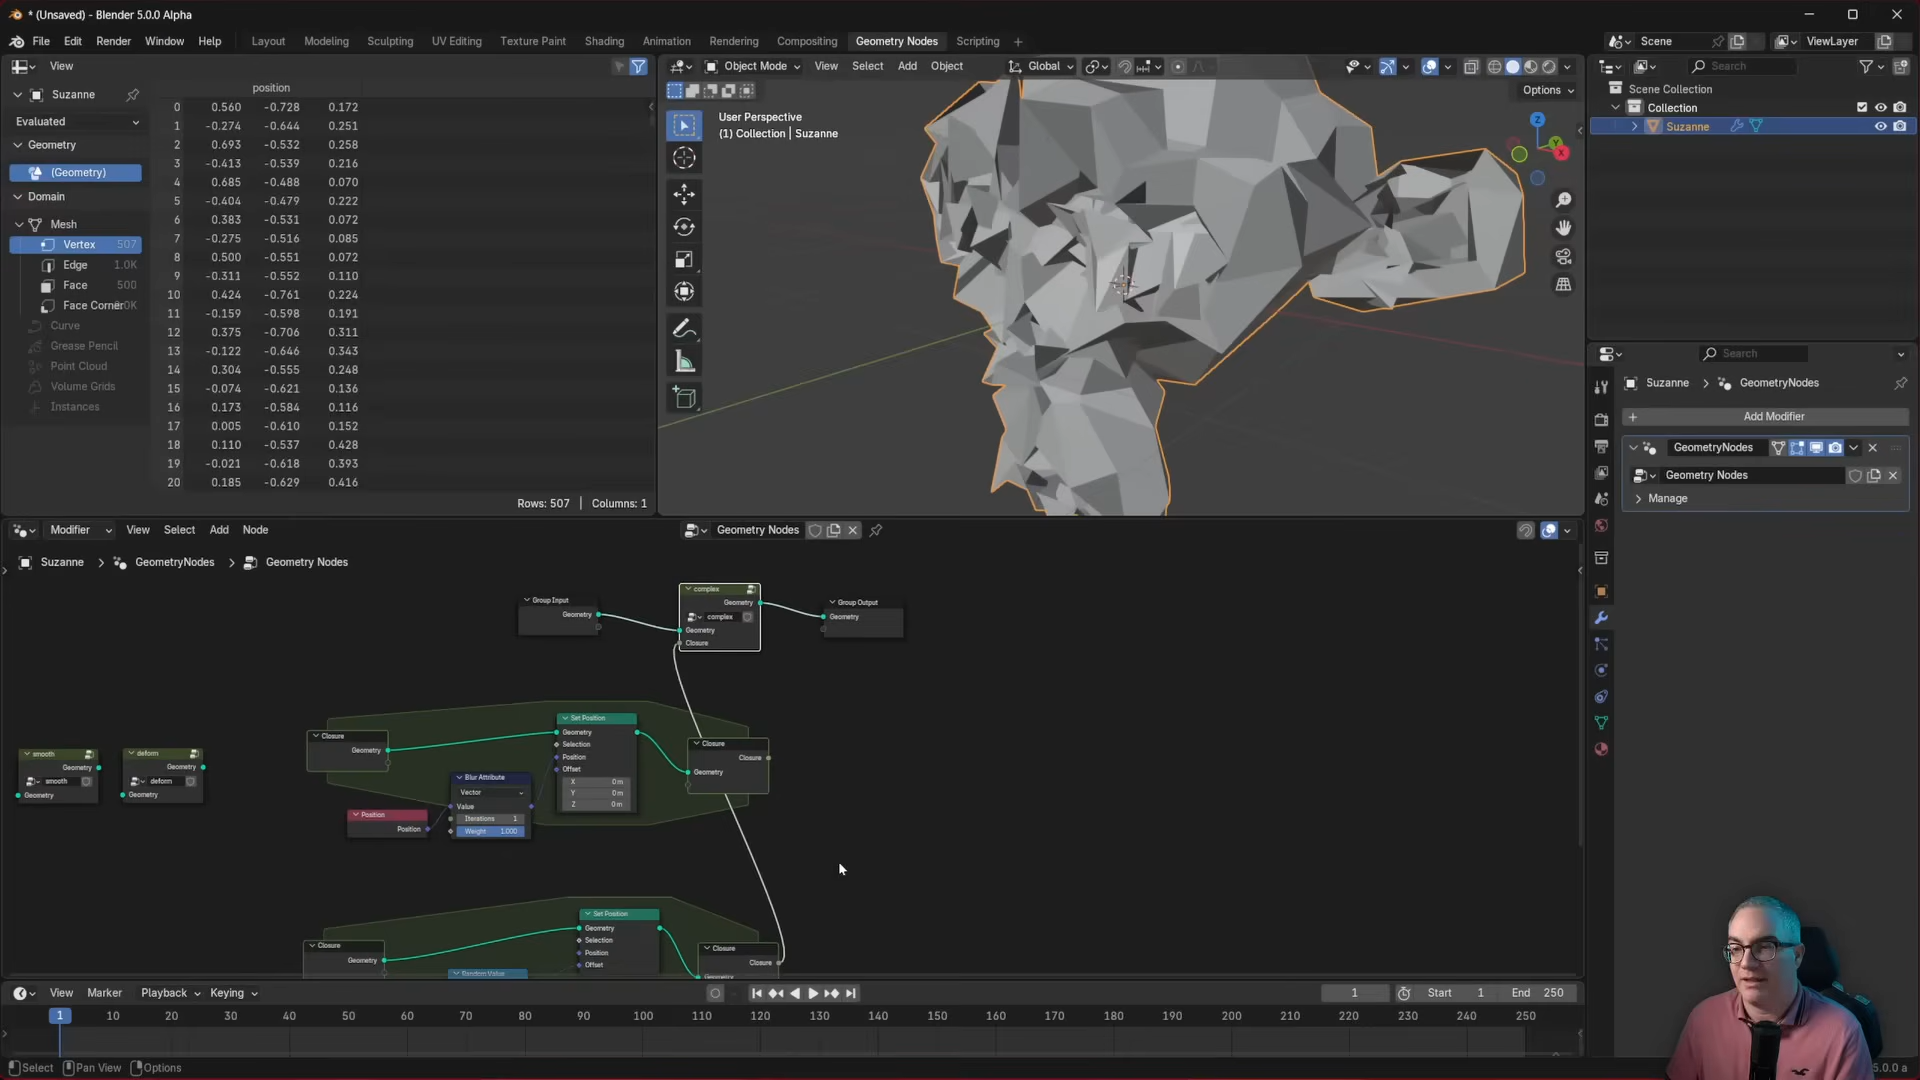 * (Unsaved) - Blender 5.0.0 Alpha
File Edit Render Window Help Layout Modeling Sculpting UV Editing Texture Paint Shading Animation Rendering Compositing Geometry Nodes Scripting + Scene ViewLayer
View
Suzanne
Evaluated
Geometry
(Geometry)
Domain
Mesh
Vertex 507
Edge 1.0K
Face 500
Face Corner
Curve
Grease Pencil
Point Cloud
Volume Grids
Instances
position
0 0.560 -0.728 0.172
1 -0.274 -0.644 0.251
2 0.693 -0.532 0.258
3 -0.413 -0.539 0.216
4 0.685 -0.488 0.070
5 -0.404 -0.479 0.222
6 0.383 -0.531 0.072
7 -0.275 -0.516 0.085
8 0.500 -0.551 0.072
9 -0.311 -0.552 0.110
10 0.424 -0.761 0.224
11 -0.159 -0.598 0.191
12 0.375 -0.706 0.311
13 -0.122 -0.646 0.343
14 0.304 -0.555 0.248
15 -0.074 -0.621 0.136
16 0.173 -0.584 0.116
17 0.005 -0.610 0.152
18 0.110 -0.537 0.428
19 -0.021 -0.618 0.393
20 0.185 -0.629 0.416
Rows: 507 | Columns: 1
Object Mode View Select Add Object Global
Options
User Perspective
(1) Collection | Suzanne
Z
Y
X
Search
Scene Collection
Collection
Suzanne
Search
Suzanne > GeometryNodes
+ Add Modifier
GeometryNodes
Geometry Nodes
Manage
Modifier View Select Add Node Geometry Nodes
Suzanne > GeometryNodes > Geometry Nodes
Group Input
Geometry
complex
Geometry
complex
Geometry
Closure
Group Output
Geometry
smooth
Geometry
smooth
Geometry
deform
Geometry
deform
Geometry
Closure
Geometry
Position
Position
Blur Attribute
Vector
Value
Iterations 1
Weight 1.000
Set Position
Geometry
Selection
Position
Offset
X 0 m
Y 0 m
Z 0 m
Closure
Closure
Geometry
Closure
Geometry
Random Value
Set Position
Geometry
Selection
Position
Offset
Closure
Closure
Geometry
View Marker Playback Keying 1 Start 1 End 250
1 10 20 30 40 50 60 70 80 90 100 110 120 130 140 150 160 170 180 190 200 210 220 230 240 250
Select Pan View Options
5.0.0 a